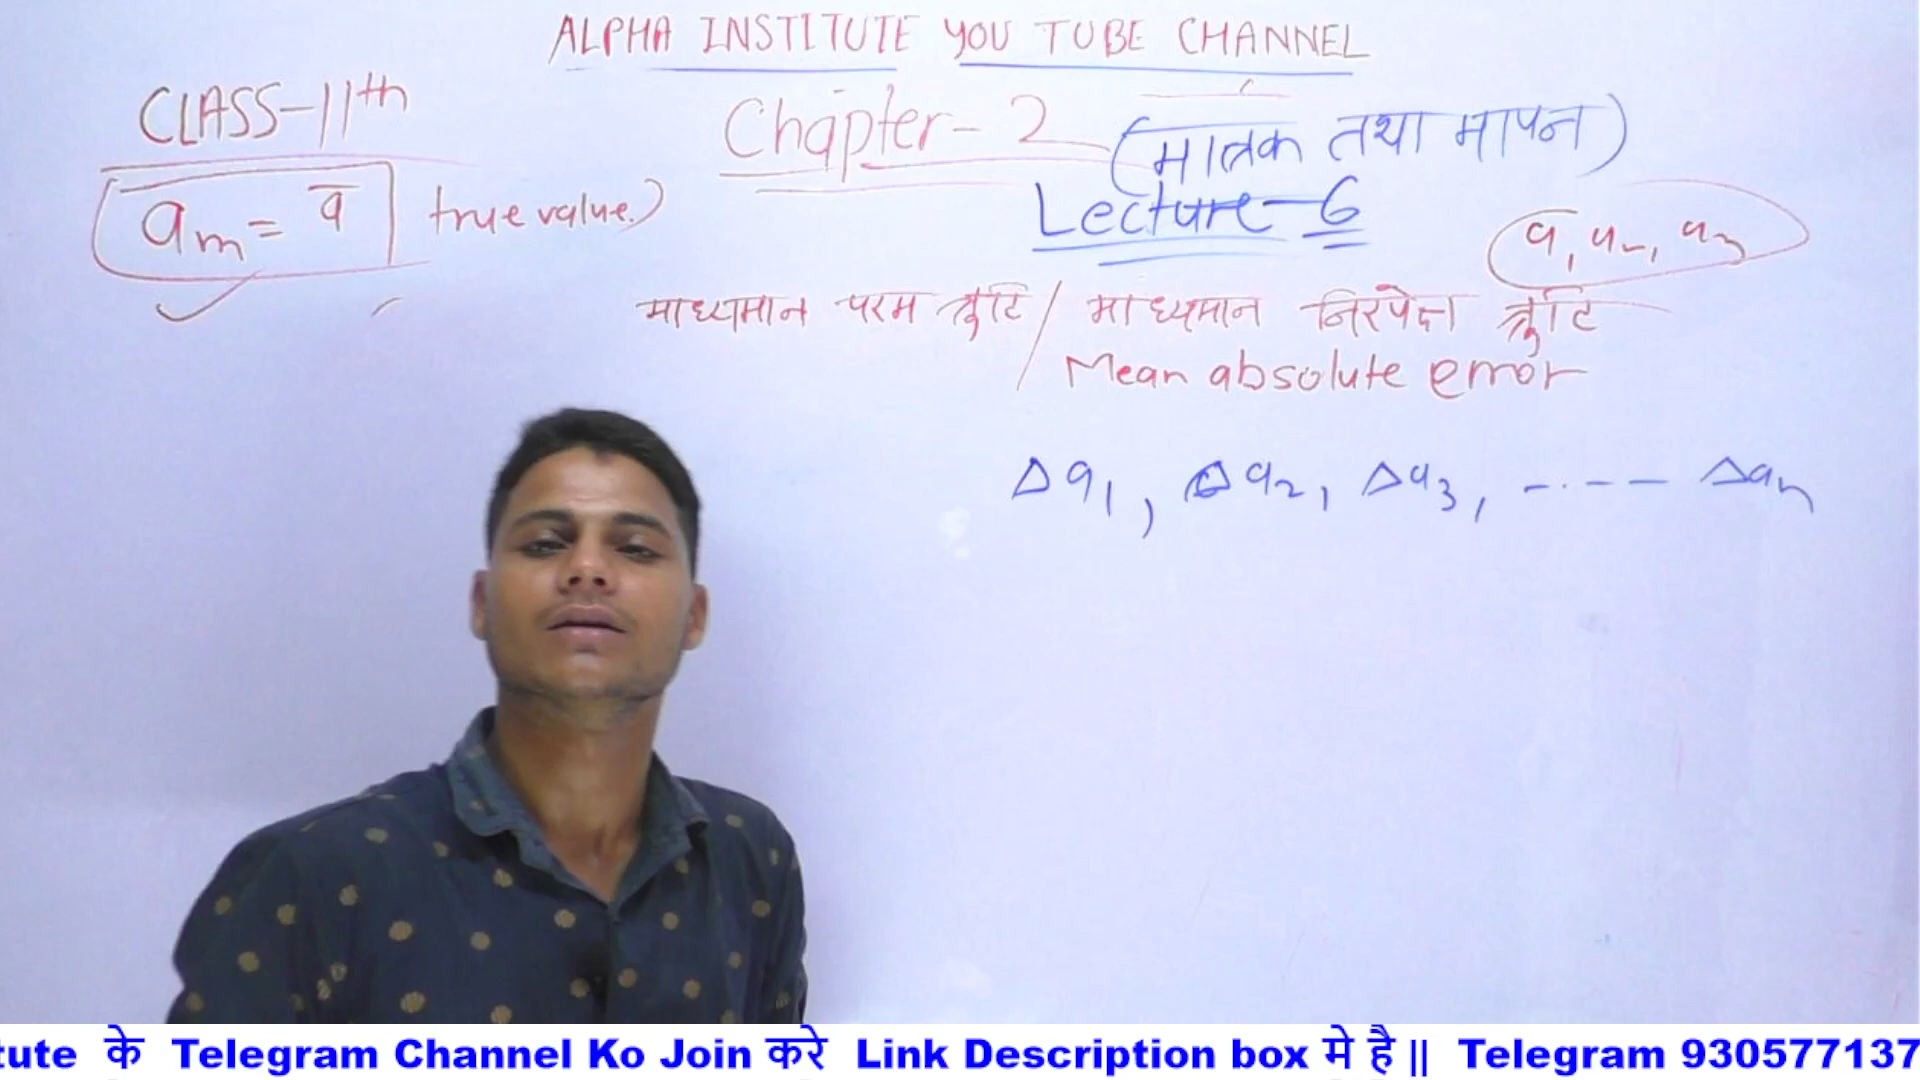 ALPHA INSTITUTE YOU TUBE CHANNEL
CLASS-11th
Chapter-2 (मात्रक तथा मापन)
Lecture-6
am = ā true value.)
a1, a2, a3
माध्यमान परम त्रुटि / माध्यमान निरपेक्ष त्रुटि
Mean absolute error
Δa1, Δa2, Δa3, ----- Δan
tute के Telegram Channel Ko Join करे Link Description box मे है || Telegram 930577137